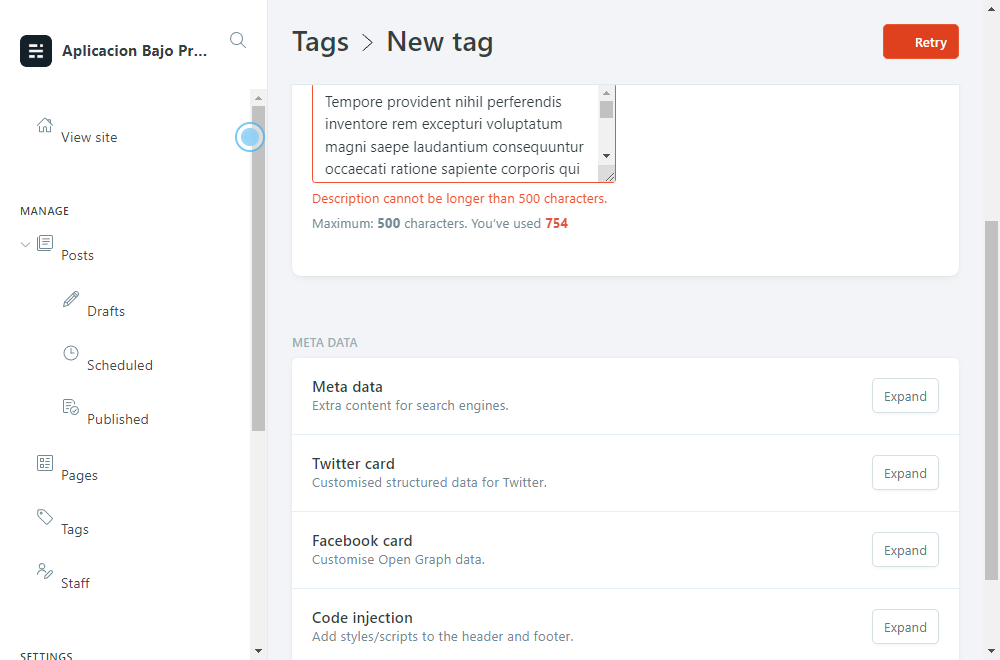 Aplicacion Bajo Pr...
View site
MANAGE
Posts
Drafts
Scheduled
Published
Pages
Tags
Staff
SETTINGS
Tags > New tag
Retry
Tempore provident nihil perferendis
inventore rem excepturi voluptatum
magni saepe laudantium consequuntur
occaecati ratione sapiente corporis qui
Description cannot be longer than 500 characters.
Maximum: 500 characters. You've used 754
META DATA
Meta data
Extra content for search engines.
Expand
Twitter card
Customised structured data for Twitter.
Expand
Facebook card
Customise Open Graph data.
Expand
Code injection
Add styles/scripts to the header and footer.
Expand